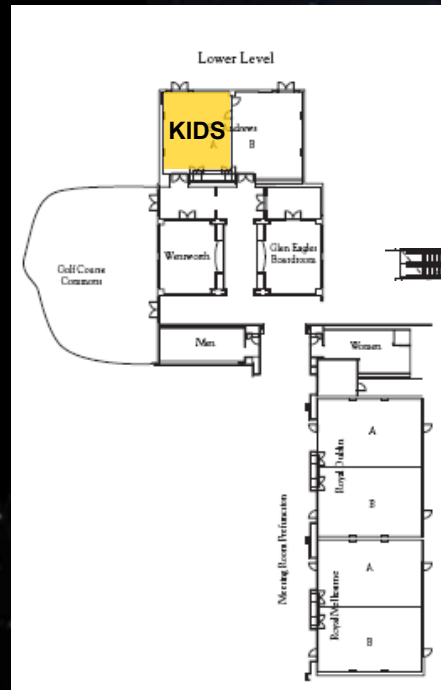 Lower Level
KIDS
A
B
Wentworth
Glen Eagles
Boardroom
Golf Course
Commons
Men
Women
A
Royal Dublin
B
Meeting Room Prefunction
A
Royal Melbourne
B